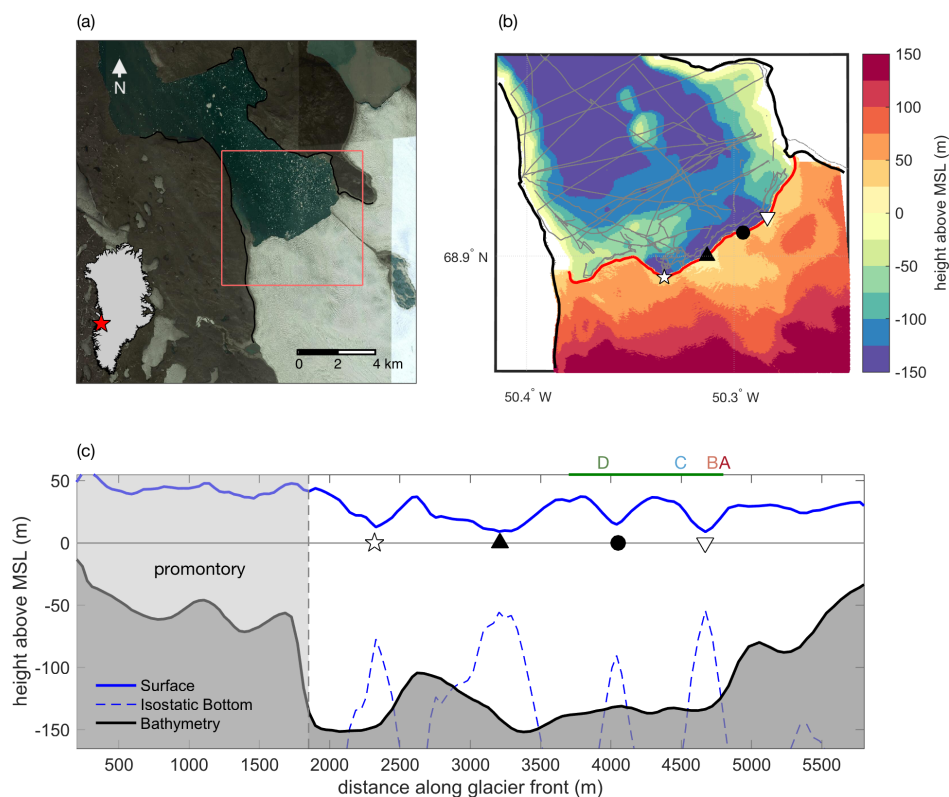 (a)
N
0 2 4 km
(b)
68.9° N
50.4° W
50.3° W
150
100
50
0
-50
-100
-150
height above MSL (m)
(c)
D C B A
50
0
-50
-100
-150
height above MSL (m)
promontory
Surface
Isostatic Bottom
Bathymetry
500 1000 1500 2000 2500 3000 3500 4000 4500 5000 5500
distance along glacier front (m)